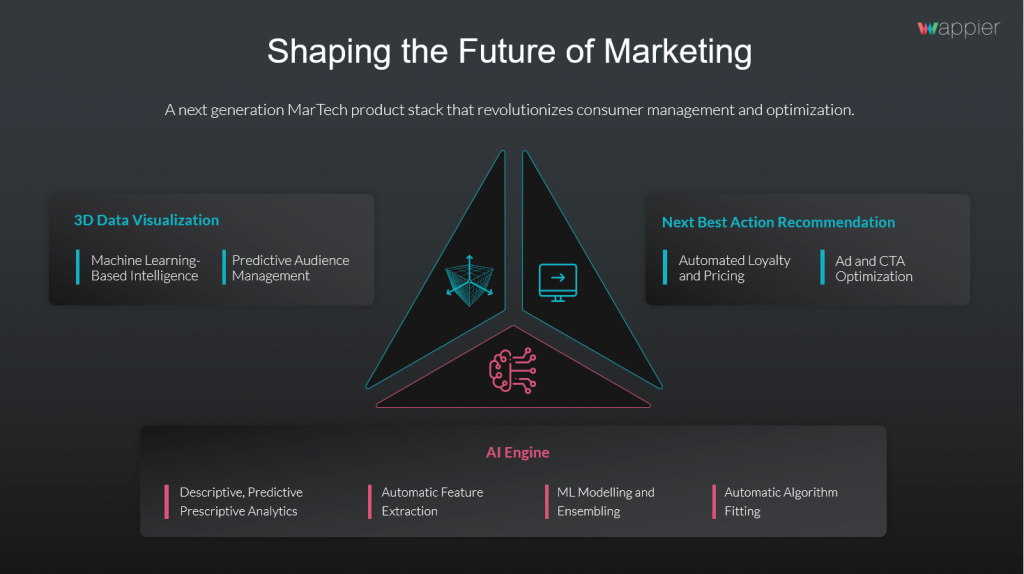 wappier
Shaping the Future of Marketing
A next generation MarTech product stack that revolutionizes consumer management and optimization.
3D Data Visualization
Machine Learning-
Based Intelligence
Predictive Audience
Management
Next Best Action Recommendation
Automated Loyalty
and Pricing
Ad and CTA
Optimization
AI Engine
Descriptive, Predictive
Prescriptive Analytics
Automatic Feature
Extraction
ML Modelling and
Ensembling
Automatic Algorithm
Fitting